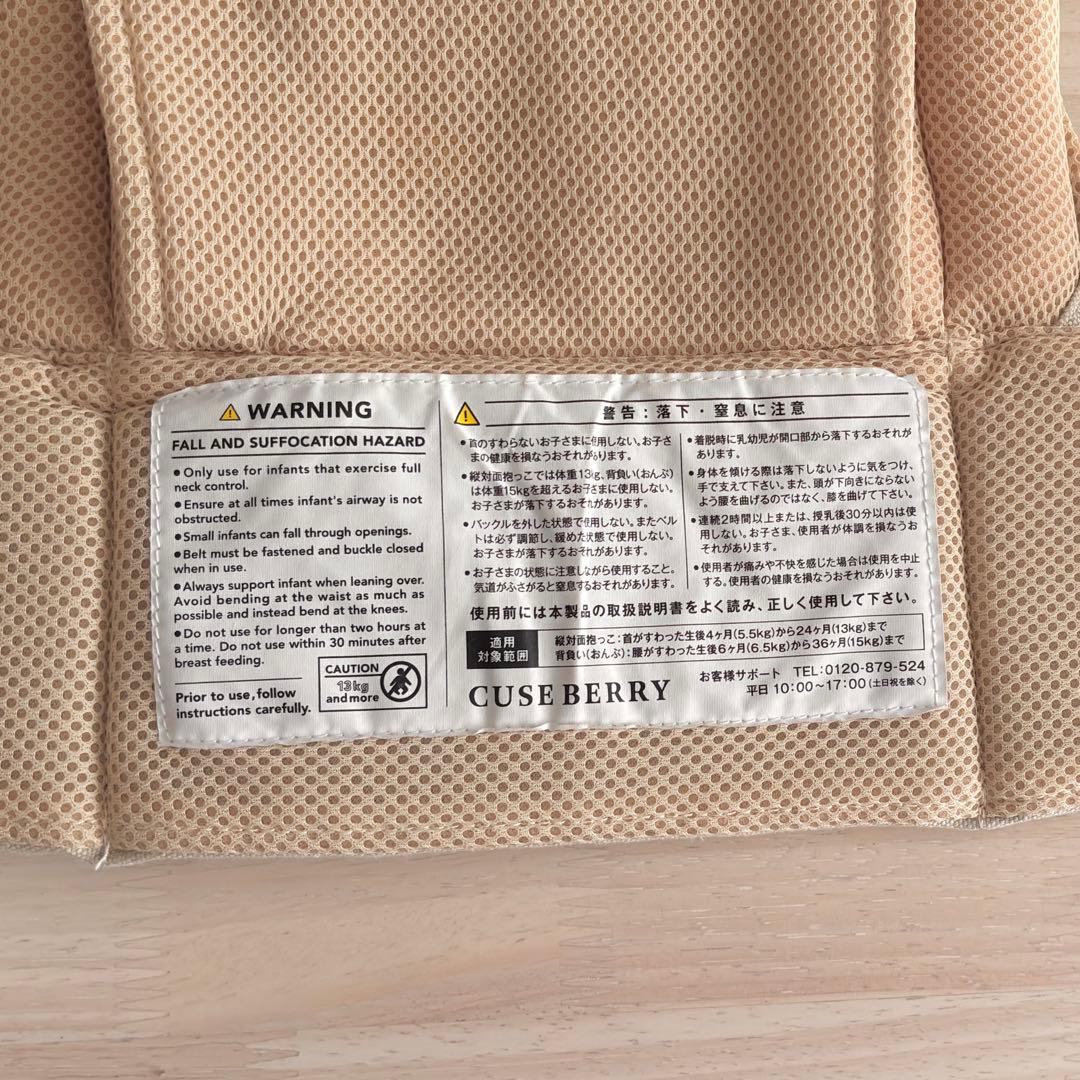 WARNING
FALL AND SUFFOCATION HAZARD
●Only use for infants that exercise full
neck control.
●Ensure at all times infant's airway is not
obstructed.
●Small infants can fall through openings.
●Belt must be fastened and buckle closed
when in use.
●Always support infant when leaning over.
Avoid bending at the waist as much as
possible and instead bend at the knees.
●Do not use for longer than two hours at
a time. Do not use within 30 minutes after
breast feeding.
Prior to use, follow
instructions carefully.
CAUTION
13kg
and more
警告：落下・窒息に注意
●首のすわらないお子さまに使用しない。お子さ
まの健康を損なうおそれがあります。
●縦対面抱っこでは体重13kg、背負い(おんぶ)
は体重15kgを超えるお子さまに使用しない。
お子さまが落下するおそれがあります。
●バックルを外した状態で使用しない。またベル
トは必ず調節し、緩めた状態で使用しない。
お子さまが落下するおそれがあります。
●お子さまの状態に注意しながら使用すること。
気道がふさがると窒息するおそれがあります。
●着脱時に乳幼児が開口部から落下するおそれが
あります。
●身体を傾ける際は落下しないように気をつけ、
手で支えて下さい。また、頭が下向きにならない
よう腰を曲げるのではなく、膝を曲げて下さい。
●連続2時間以上または、授乳後30分以内は使
用しない。お子さま、使用者が体調を損なうお
それがあります。
●使用者が痛みや不快を感じた場合は使用を中止
する。使用者の健康を損なうおそれがあります。
使用前には本製品の取扱説明書をよく読み、正しく使用して下さい。
適用
対象範囲
縦対面抱っこ：首がすわった生後4ヶ月(5.5kg)から24ヶ月(13kg)まで
背負い(おんぶ)：腰がすわった生後6ヶ月(6.5kg)から36ヶ月(15kg)まで
CUSE BERRY
お客様サポート TEL：0120-879-524
平日 10:00〜17:00(土日祝を除く)